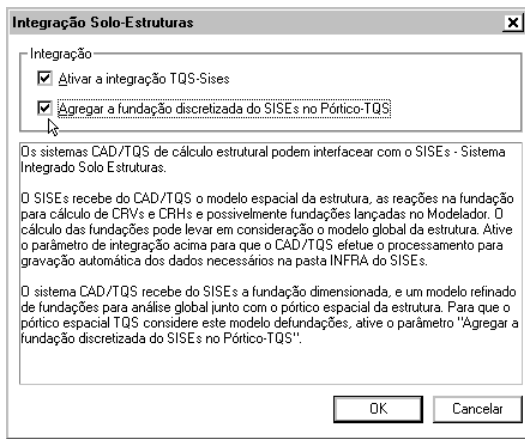 Integração Solo-Estruturas
Integração
Ativar a integração TQS-Sises
Agregar a fundação discretizada do SISEs no Pórtico-TQS
Os sistemas CAD/TQS de cálculo estrutural podem interfacear com o SISEs - Sistema
Integrado Solo Estruturas.
O SISEs recebe do CAD/TQS o modelo espacial da estrutura, as reações na fundação
para cálculo de CRVs e CRHs e possivelmente fundações lançadas no Modelador. O
cálculo das fundações pode levar em consideração o modelo global da estrutura. Ative
o parâmetro de integração acima para que o CAD/TQS efetue o processamento para
gravação automática dos dados necessários na pasta INFRA do SISEs.
O sistema CAD/TQS recebe do SISEs a fundação dimensionada, e um modelo refinado
de fundações para análise global junto com o pórtico espacial da estrutura. Para que o
pórtico espacial TQS considere este modelo defundações, ative o parâmetro "Agregar a
fundação discretizada do SISEs no Pórtico-TQS".
OK
Cancelar